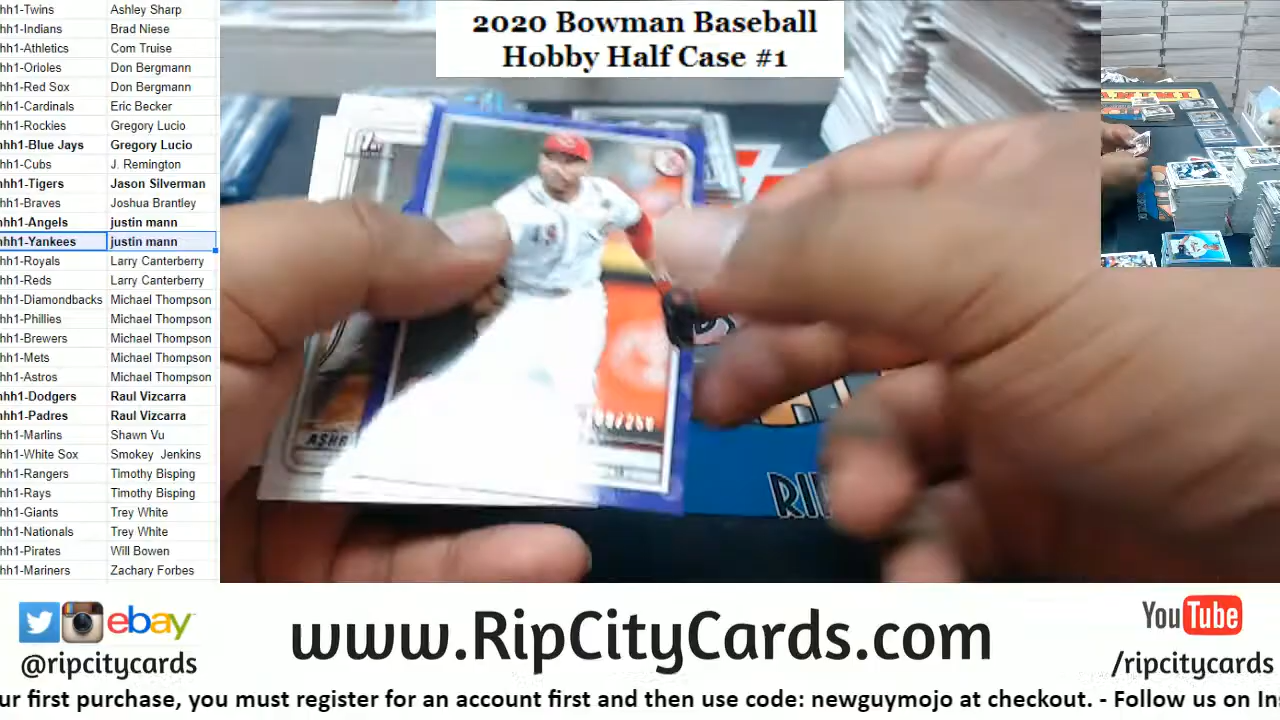 hh1-Twins Ashley Sharp
hh1-Indians Brad Niese
hh1-Athletics Com Truise
hh1-Orioles Don Bergmann
hh1-Red Sox Don Bergmann
hh1-Cardinals Eric Becker
hh1-Rockies Gregory Lucio
hh1-Blue Jays Gregory Lucio
hh1-Cubs J. Remington
hh1-Tigers Jason Silverman
hh1-Braves Joshua Brantley
hh1-Angels justin mann
hh1-Yankees justin mann
hh1-Royals Larry Canterberry
hh1-Reds Larry Canterberry
hh1-Diamondbacks Michael Thompson
hh1-Phillies Michael Thompson
hh1-Brewers Michael Thompson
hh1-Mets Michael Thompson
hh1-Astros Michael Thompson
hh1-Dodgers Raul Vizcarra
hh1-Padres Raul Vizcarra
hh1-Marlins Shawn Vu
hh1-White Sox Smokey Jenkins
hh1-Rangers Timothy Bisping
hh1-Rays Timothy Bisping
hh1-Giants Trey White
hh1-Nationals Trey White
hh1-Pirates Will Bowen
hh1-Mariners Zachary Forbes
2020 Bowman Baseball
Hobby Half Case #1
PANINI
ASHB
RI
ebay
@ripcitycards
www.RipCityCards.com
YouTube
/ripcitycards
ur first purchase, you must register for an account first and then use code: newguymojo at checkout. - Follow us on In